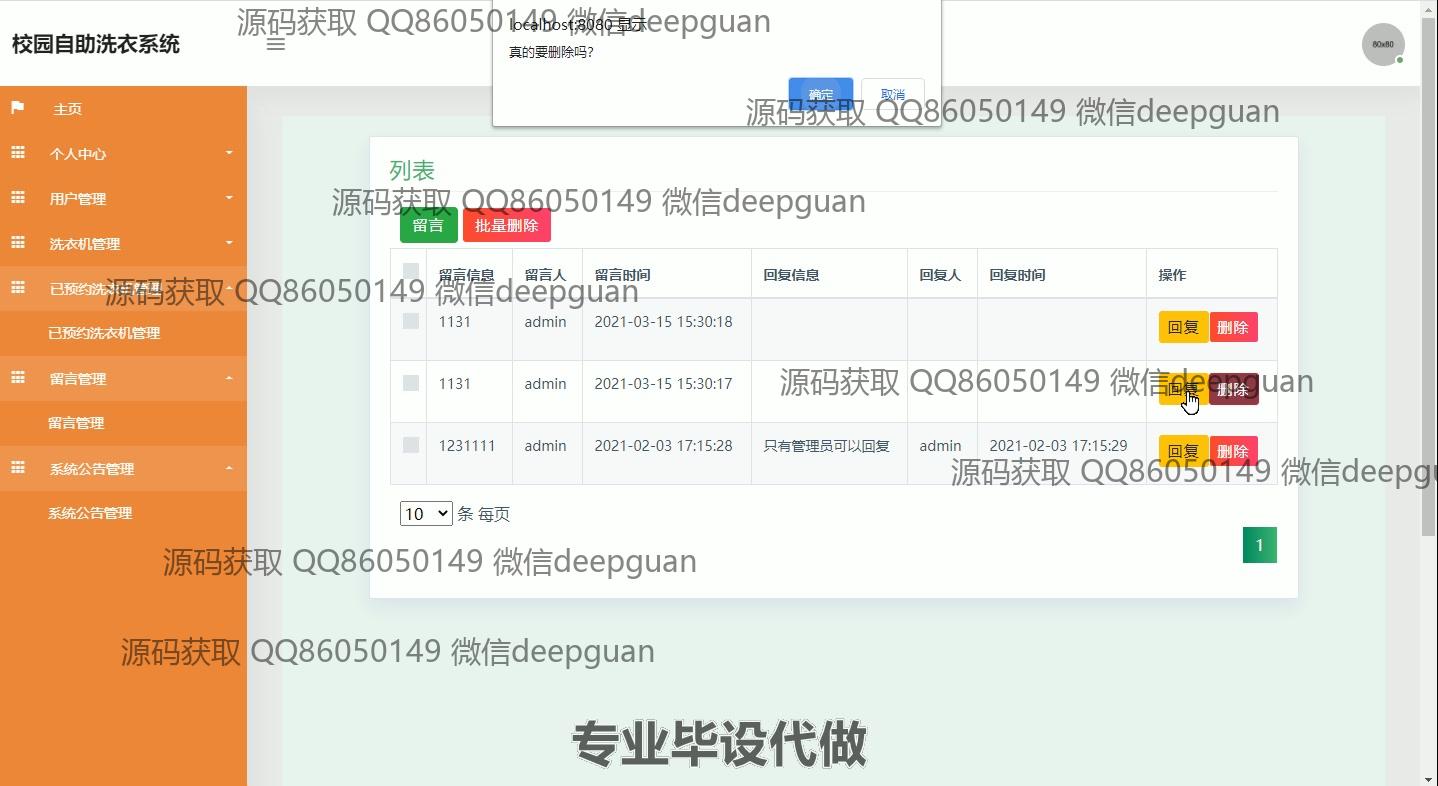 源码获取 QQ86050149 微信deepguan
localhost:8080 显示
校园自助洗衣系统
真的要删除吗?
60x60
确定 取消
源码获取 QQ86050149 微信deepguan
主页
个人中心
列表
用户管理
源码获取 QQ86050149 微信deepguan
留言 批量删除
洗衣机管理
留言信息 留言人 留言时间 回复信息 回复人 回复时间 操作
已预约洗衣机管理
源码获取 QQ86050149 微信deepguan
1131 admin 2021-03-15 15:30:18 回复 删除
已预约洗衣机管理
留言管理
源码获取 QQ86050149 微信deepguan
1131 admin 2021-03-15 15:30:17 回复 删除
留言管理
1231111 admin 2021-02-03 17:15:28 只有管理员可以回复 admin 2021-02-03 17:15:29 回复 删除
系统公告管理
源码获取 QQ86050149 微信deepgu
系统公告管理
10 条 每页
1
源码获取 QQ86050149 微信deepguan
源码获取 QQ86050149 微信deepguan
专业毕设代做